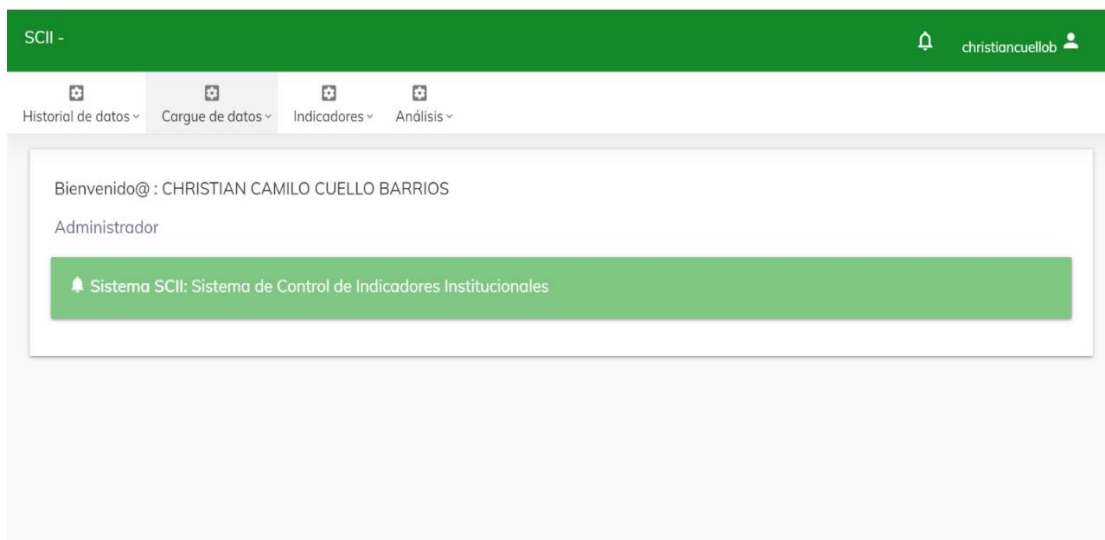 SCII -
christiancuellob
Historial de datos Cargue de datos Indicadores Análisis
Bienvenido@ : CHRISTIAN CAMILO CUELLO BARRIOS
Administrador
Sistema SCII: Sistema de Control de Indicadores Institucionales